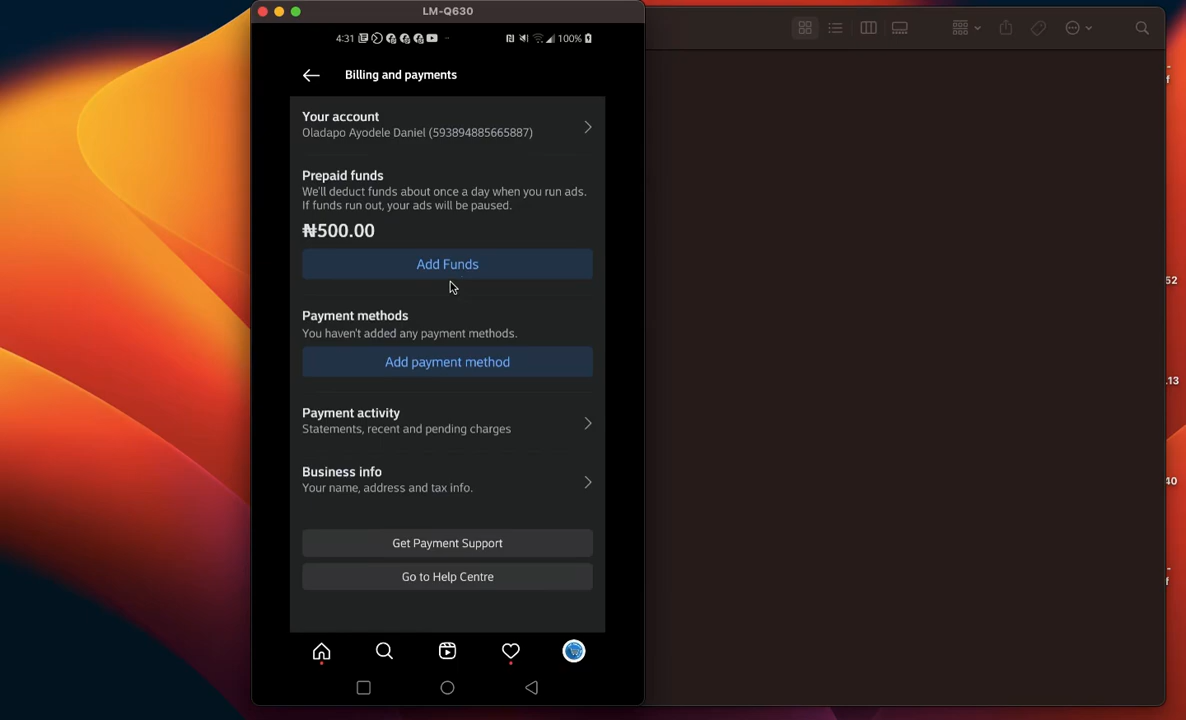 LM-Q630
4:31
100%
Billing and payments
Your account
Oladapo Ayodele Daniel (593894885665887)
Prepaid funds
We'll deduct funds about once a day when you run ads.
If funds run out, your ads will be paused.
₦500.00
Add Funds
Payment methods
You haven't added any payment methods.
Add payment method
Payment activity
Statements, recent and pending charges
Business info
Your name, address and tax info.
Get Payment Support
Go to Help Centre
f
52
.13
40
f